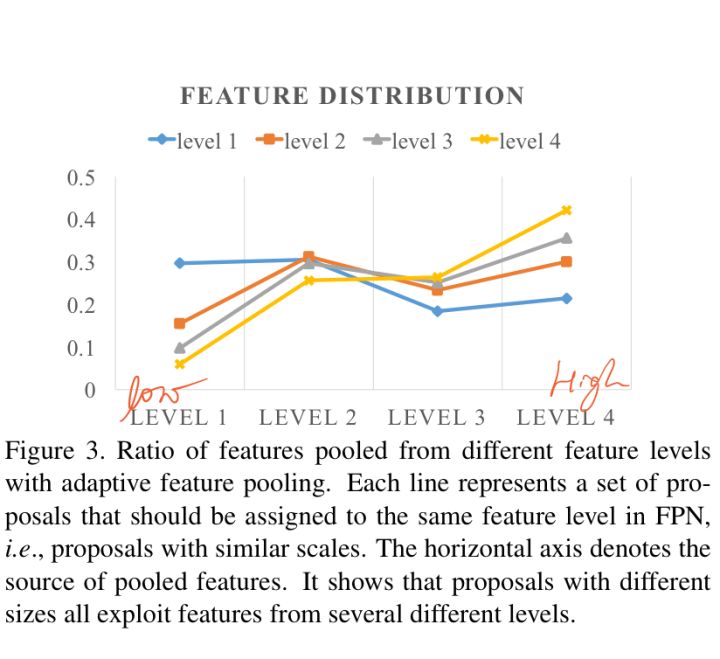 FEATURE DISTRIBUTION
level 1 level 2 level 3 level 4
0.5
0.4
0.3
0.2
0.1
0
low High
LEVEL 1 LEVEL 2 LEVEL 3 LEVEL 4
Figure 3. Ratio of features pooled from different feature levels
with adaptive feature pooling. Each line represents a set of pro-
posals that should be assigned to the same feature level in FPN,
i.e., proposals with similar scales. The horizontal axis denotes the
source of pooled features. It shows that proposals with different
sizes all exploit features from several different levels.